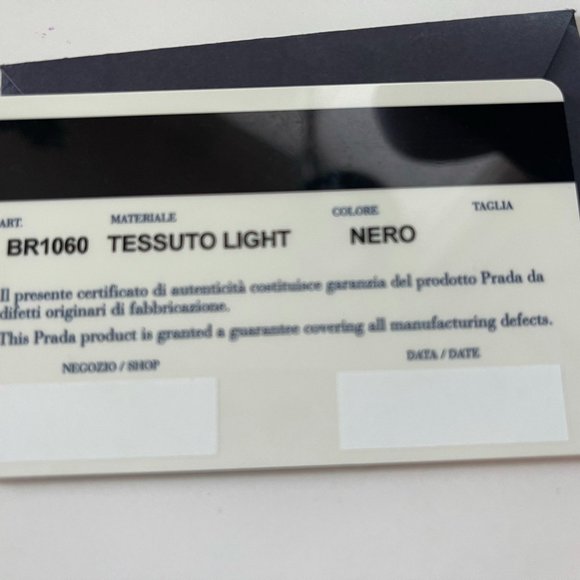 ART. MATERIALE COLORE TAGLIA
BR1060 TESSUTO LIGHT NERO
Il presente certificato di autenticità costituisce garanzia del prodotto Prada da
difetti originari di fabbricazione.
This Prada product is granted a guarantee covering all manufacturing defects.
NEGOZIO / SHOP DATA / DATE